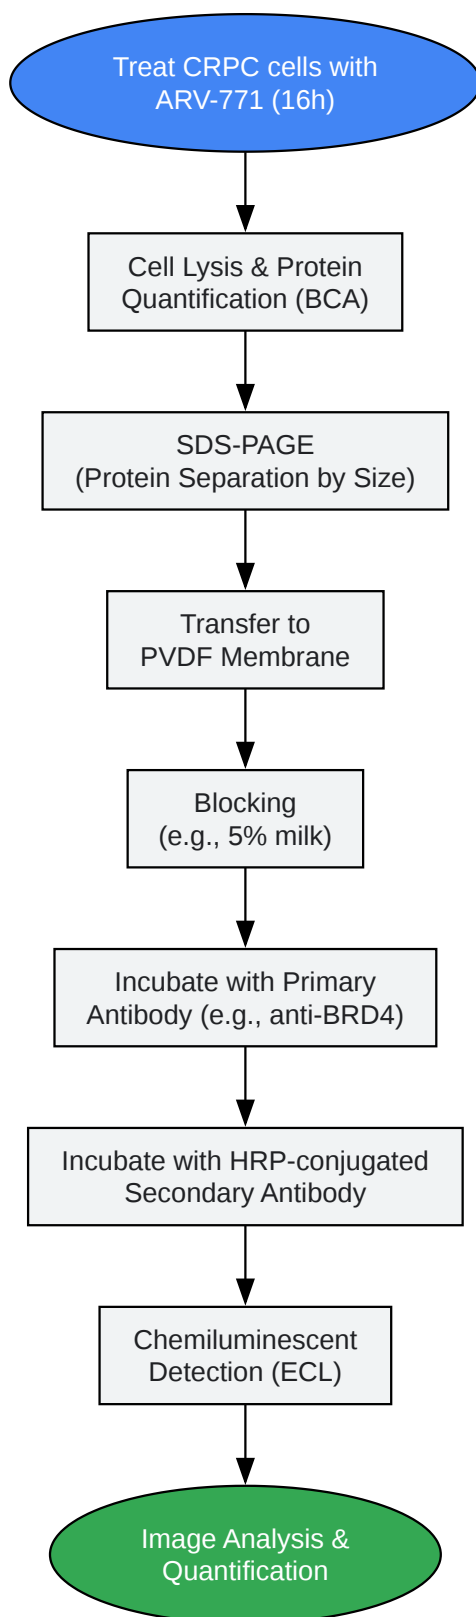 Treat CRPC cells with
ARV-771 (16h)
Cell Lysis & Protein
Quantification (BCA)
SDS-PAGE
(Protein Separation by Size)
Transfer to
PVDF Membrane
Blocking
(e.g., 5% milk)
Incubate with Primary
Antibody (e.g., anti-BRD4)
Incubate with HRP-conjugated
Secondary Antibody
Chemiluminescent
Detection (ECL)
Image Analysis &
Quantification